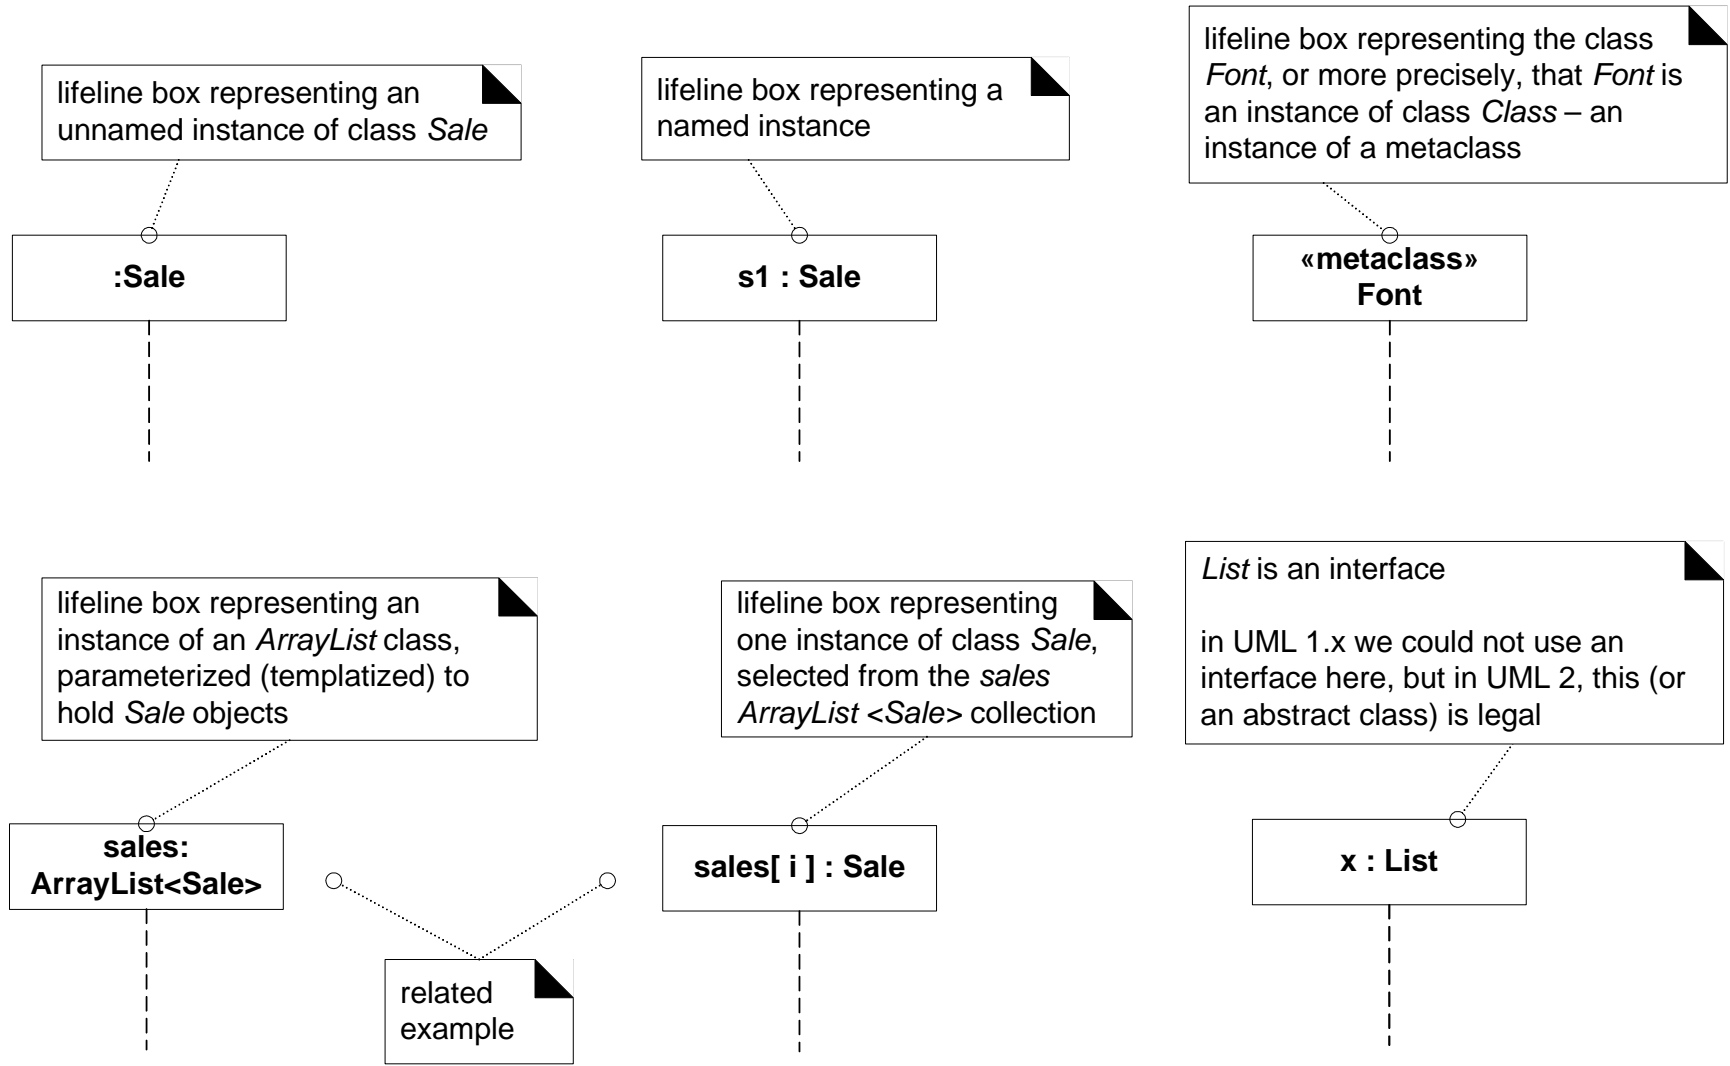 lifeline box representing an
unnamed instance of class Sale
:Sale
lifeline box representing a
named instance
s1 : Sale
lifeline box representing the class
Font, or more precisely, that Font is
an instance of class Class – an
instance of a metaclass
«metaclass»
Font
lifeline box representing an
instance of an ArrayList class,
parameterized (templatized) to
hold Sale objects
sales:
ArrayList<Sale>
related
example
lifeline box representing
one instance of class Sale,
selected from the sales
ArrayList <Sale> collection
sales[ i ] : Sale
List is an interface
in UML 1.x we could not use an
interface here, but in UML 2, this (or
an abstract class) is legal
x : List